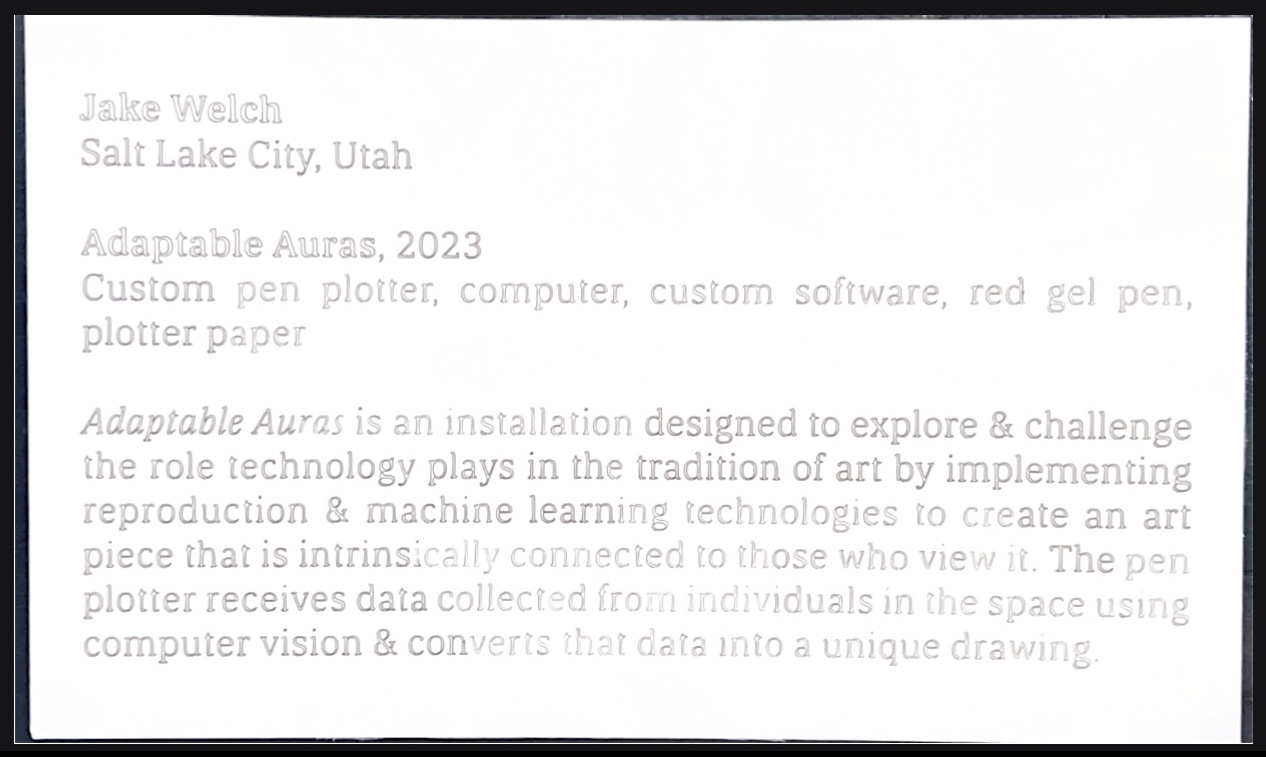 Jake Welch
Salt Lake City, Utah
Adaptable Auras, 2023
Custom pen plotter, computer, custom software, red gel pen,
plotter paper
Adaptable Auras is an installation designed to explore & challenge
the role technology plays in the tradition of art by implementing
reproduction & machine learning technologies to create an art
piece that is intrinsically connected to those who view it. The pen
plotter receives data collected from individuals in the space using
computer vision & converts that data into a unique drawing.